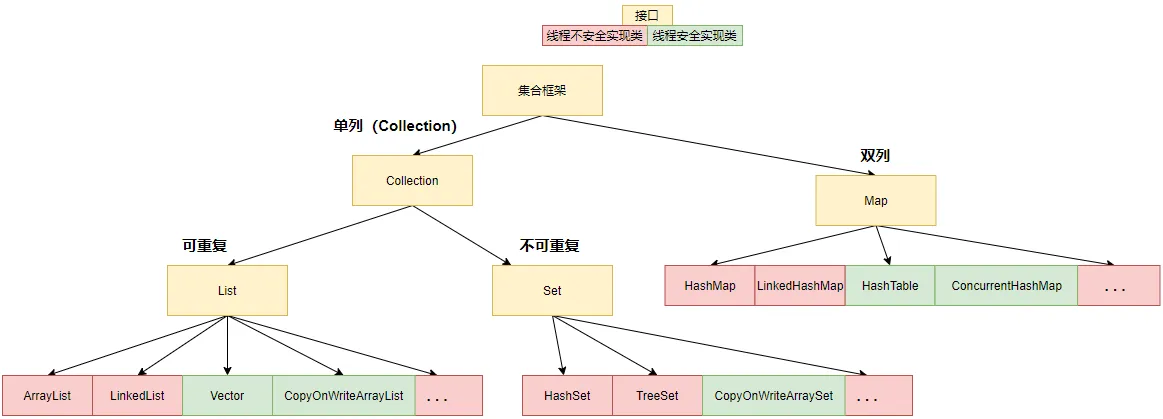 接口
线程不安全实现类 线程安全实现类
集合框架
单列（Collection）
双列
Collection
Map
可重复
不可重复
List
Set
HashMap LinkedHashMap HashTable ConcurrentHashMap ...
ArrayList LinkedList Vector CopyOnWriteArrayList ...
HashSet TreeSet CopyOnWriteArraySet ...